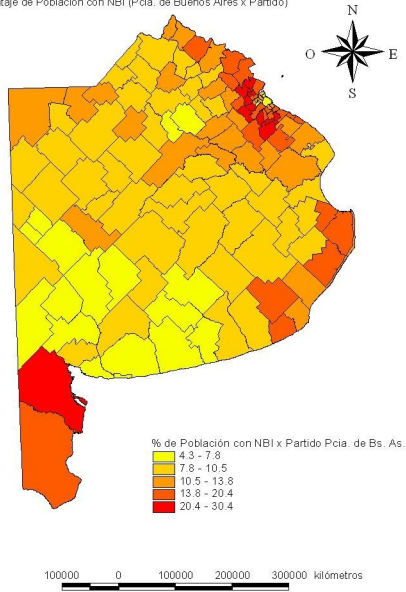 taje de Población con NBI (Pcia. de Buenos Aires x Partido)
N
O E
S
% de Población con NBI x Partido Pcia. de Bs. As.
4.3 - 7.8
7.8 - 10.5
10.5 - 13.8
13.8 - 20.4
20.4 - 30.4
100000 0 100000 200000 300000 kilómetros